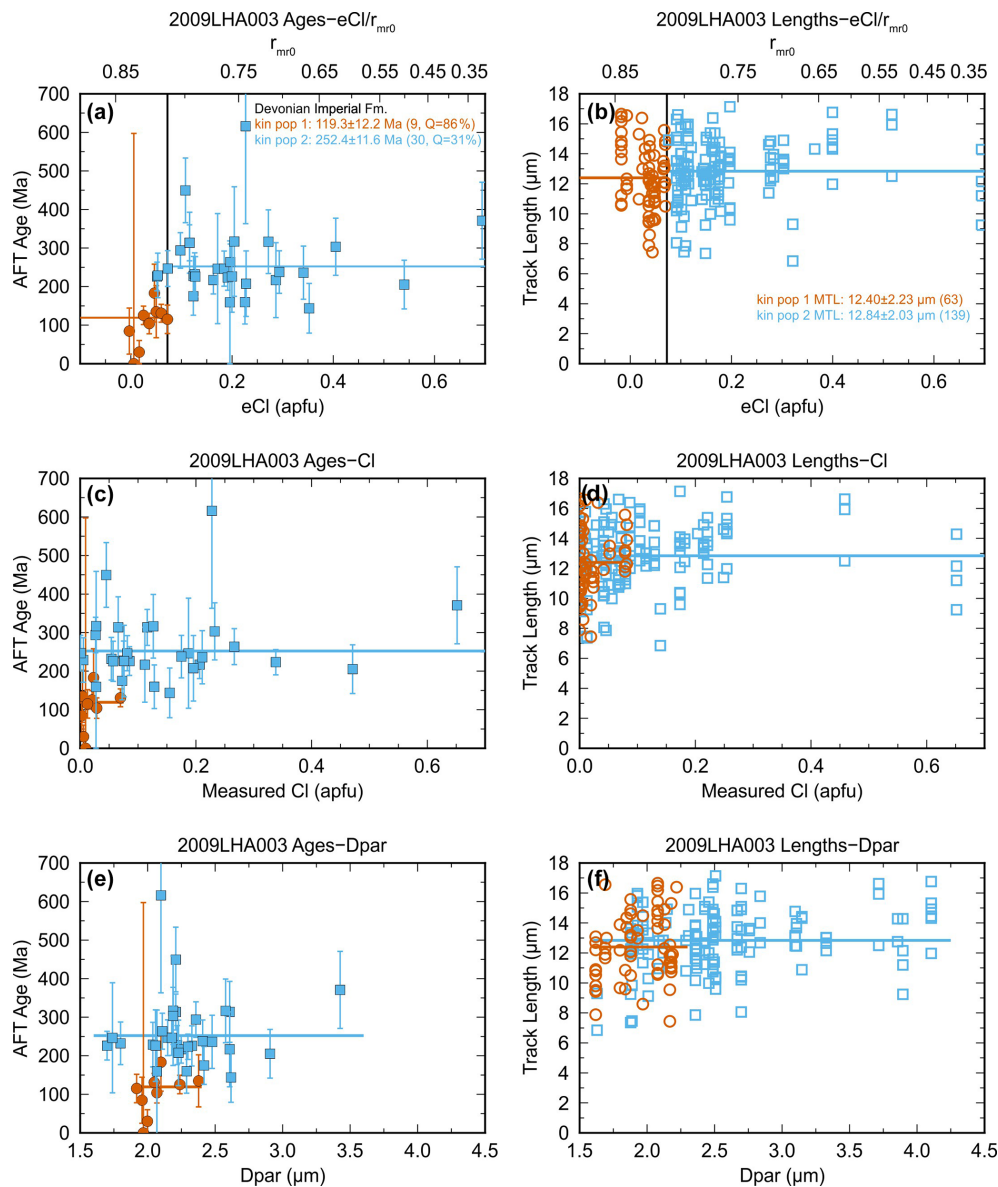 2009LHA003 Ages−eCl/rmr0
rmr0
0.85 0.75 0.65 0.55 0.45 0.35
(a)
Devonian Imperial Fm.
kin pop 1: 119.3±12.2 Ma (9, Q=86%)
kin pop 2: 252.4±11.6 Ma (30, Q=31%)
AFT Age (Ma)
700
600
500
400
300
200
100
0
0.0 0.2 0.4 0.6
eCl (apfu)
2009LHA003 Lengths−eCl/rmr0
rmr0
0.85 0.75 0.65 0.55 0.45 0.35
(b)
Track Length (µm)
18
16
14
12
10
8
6
4
2
0
kin pop 1 MTL: 12.40±2.23 µm (63)
kin pop 2 MTL: 12.84±2.03 µm (139)
0.0 0.2 0.4 0.6
eCl (apfu)
2009LHA003 Ages−Cl
(c)
AFT Age (Ma)
700
600
500
400
300
200
100
0
0.0 0.2 0.4 0.6
Measured Cl (apfu)
2009LHA003 Lengths−Cl
(d)
Track Length (µm)
18
16
14
12
10
8
6
4
2
0
0.0 0.2 0.4 0.6
Measured Cl (apfu)
2009LHA003 Ages−Dpar
(e)
AFT Age (Ma)
700
600
500
400
300
200
100
0
1.5 2.0 2.5 3.0 3.5 4.0 4.5
Dpar (µm)
2009LHA003 Lengths−Dpar
(f)
Track Length (µm)
18
16
14
12
10
8
6
4
2
0
1.5 2.0 2.5 3.0 3.5 4.0 4.5
Dpar (µm)